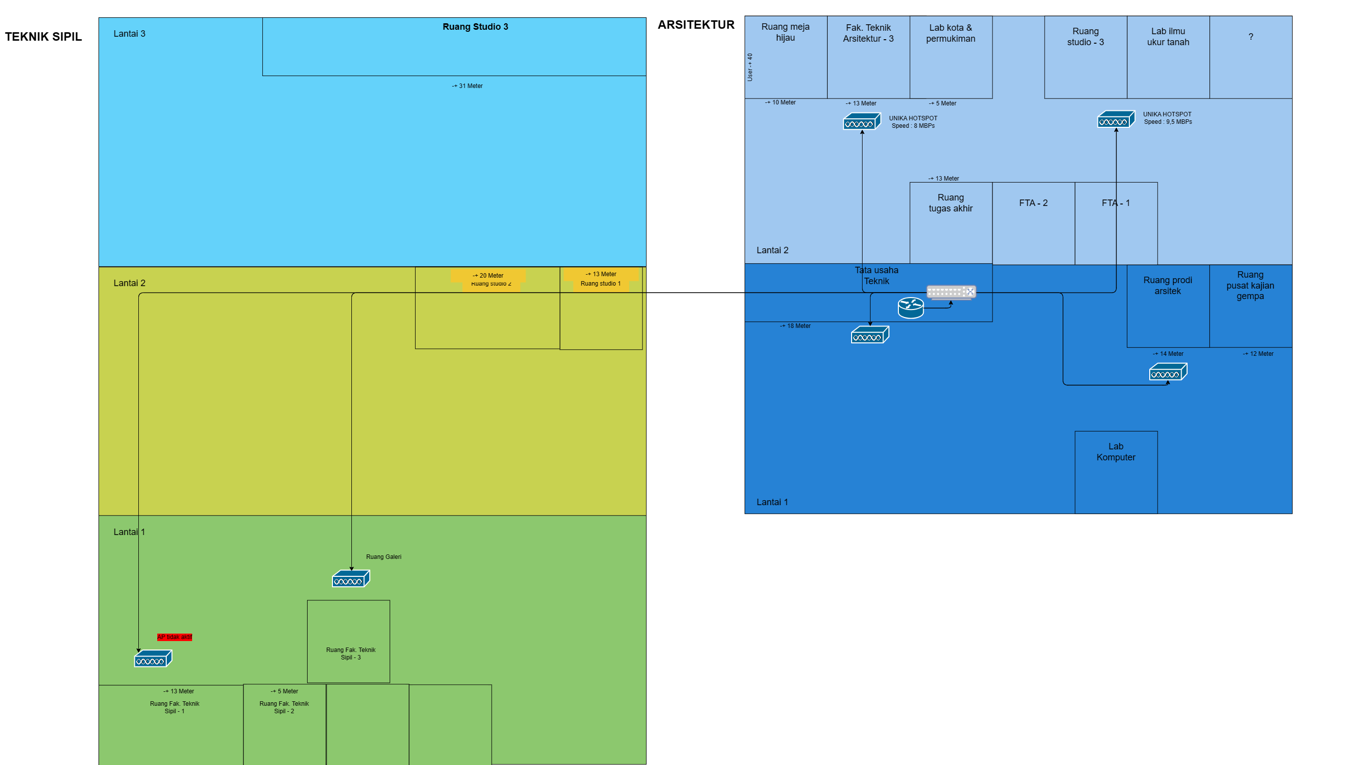 TEKNIK SIPIL
Lantai 3
Ruang Studio 3
-+ 31 Meter
Lantai 2
-+ 20 Meter
Ruang studio 2
-+ 13 Meter
Ruang studio 1
Lantai 1
Ruang Galeri
Ruang Fak. Teknik
Sipil - 3
-+ 13 Meter
Ruang Fak. Teknik
Sipil - 1
-+ 5 Meter
Ruang Fak. Teknik
Sipil - 2
ARSITEKTUR
Ruang meja
hijau
User -+ 40
-+ 10 Meter
Fak. Teknik
Arsitektur - 3
-+ 13 Meter
Lab kota &
permukiman
-+ 5 Meter
Ruang
studio - 3
Lab ilmu
ukur tanah
?
UNIKA HOTSPOT
Speed : 8 MBPs
UNIKA HOTSPOT
Speed : 9,5 MBPs
-+ 13 Meter
Ruang
tugas akhir
FTA - 2
FTA - 1
Lantai 2
Tata usaha
Teknik
-+ 18 Meter
Ruang prodi
arsitek
-+ 14 Meter
Ruang
pusat kajian
gempa
-+ 12 Meter
Lab
Komputer
Lantai 1